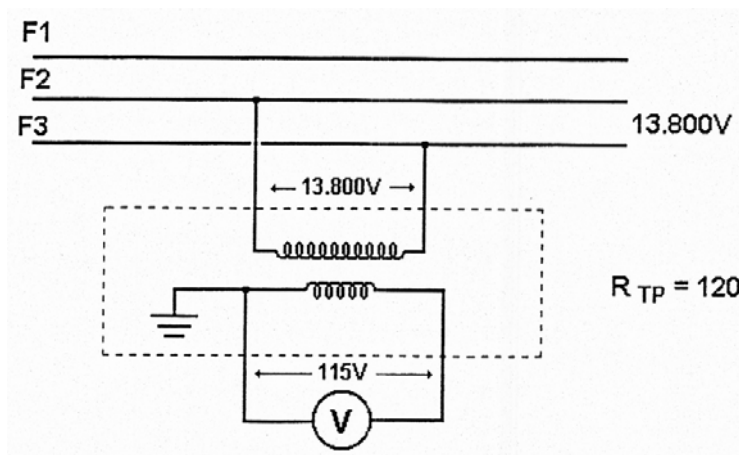 F1
F2
F3
13.800V
13.800V
R TP = 120
115V
V